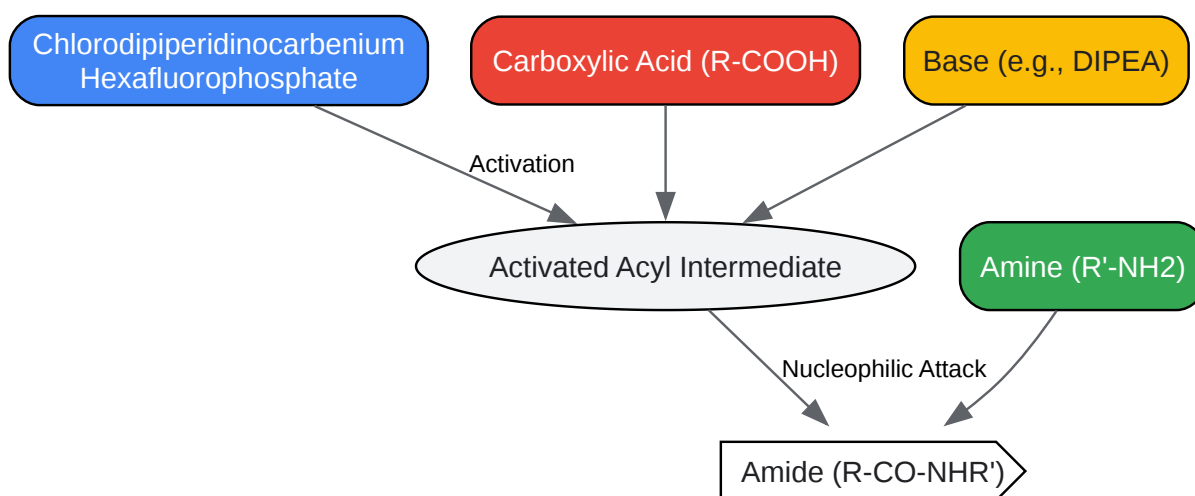 Chlorodipiperidinocarbenium
Hexafluorophosphate
Carboxylic Acid (R-COOH)
Base (e.g., DIPEA)
Activation
Activated Acyl Intermediate
Amine (R'-NH2)
Nucleophilic Attack
Amide (R-CO-NHR')